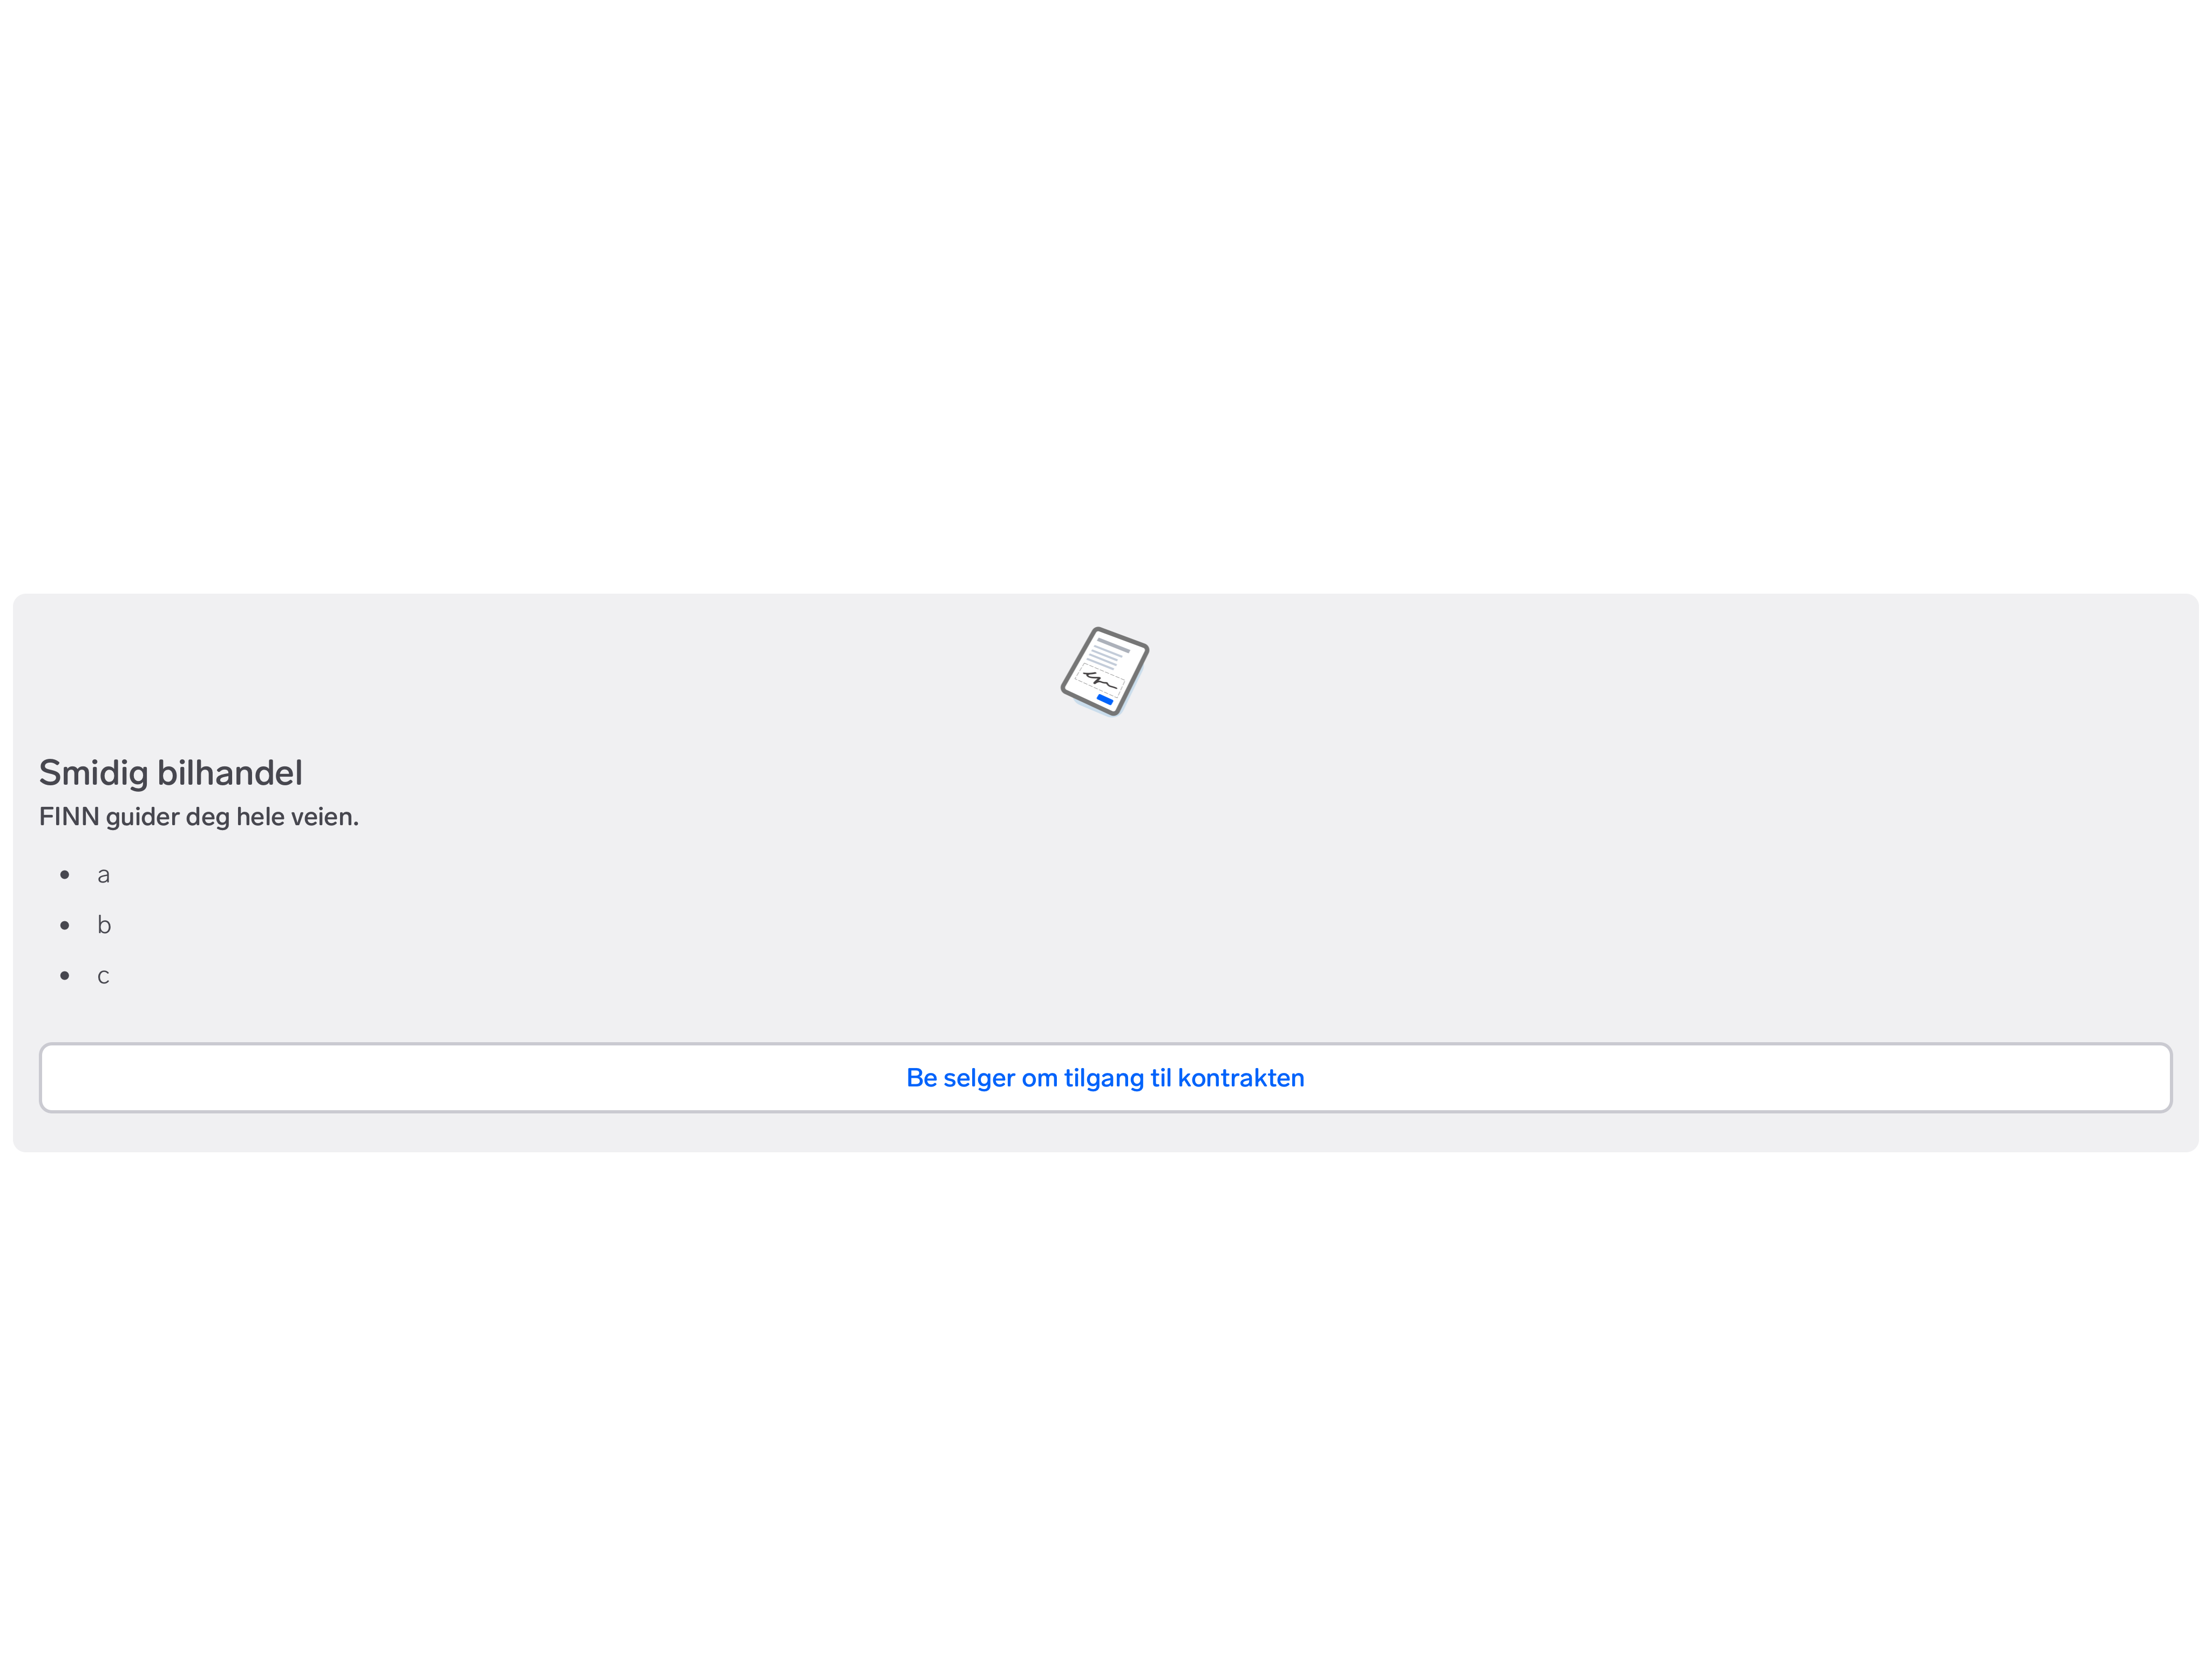 Smidig bilhandel
FINN guider deg hele veien.
• a
• b
• c
Be selger om tilgang til kontrakten